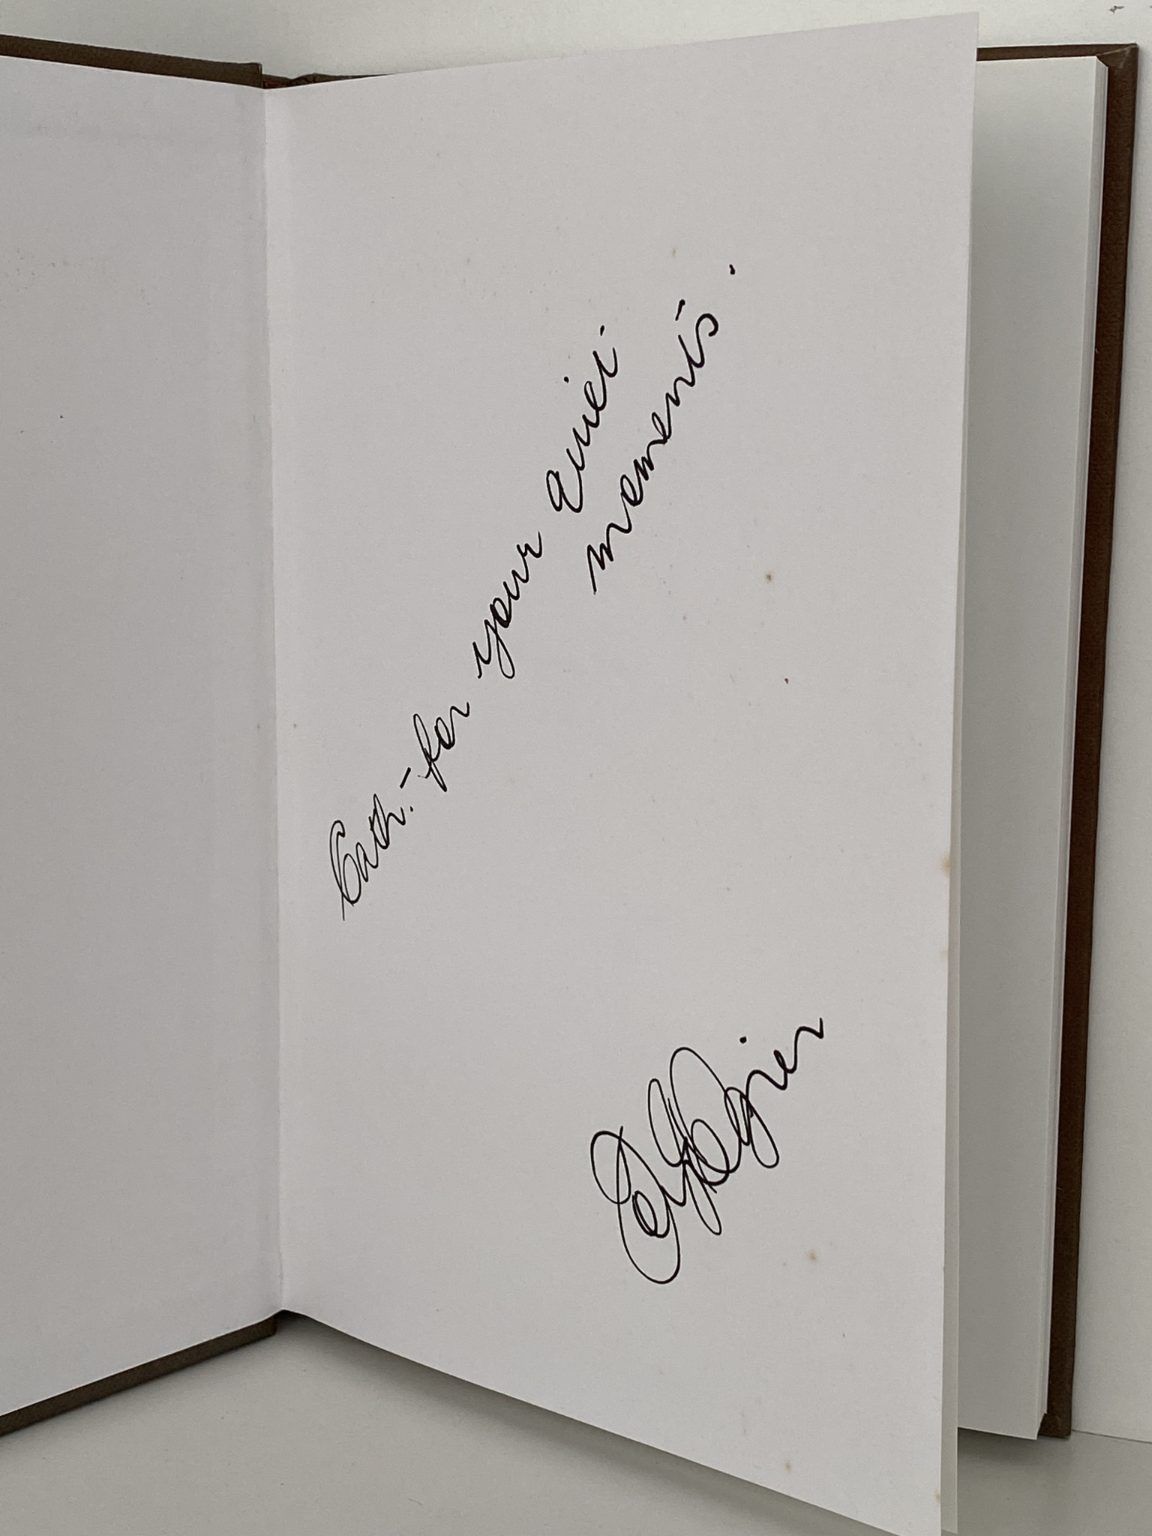 Cath. - for your quiet
moments.